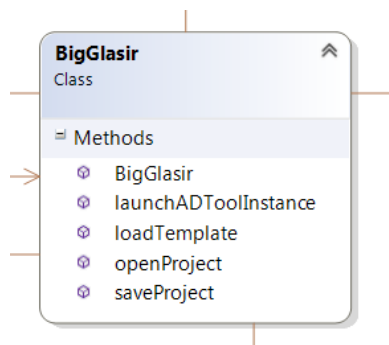 BigGlasir
Class
Methods
BigGlasir
launchADToolInstance
loadTemplate
openProject
saveProject